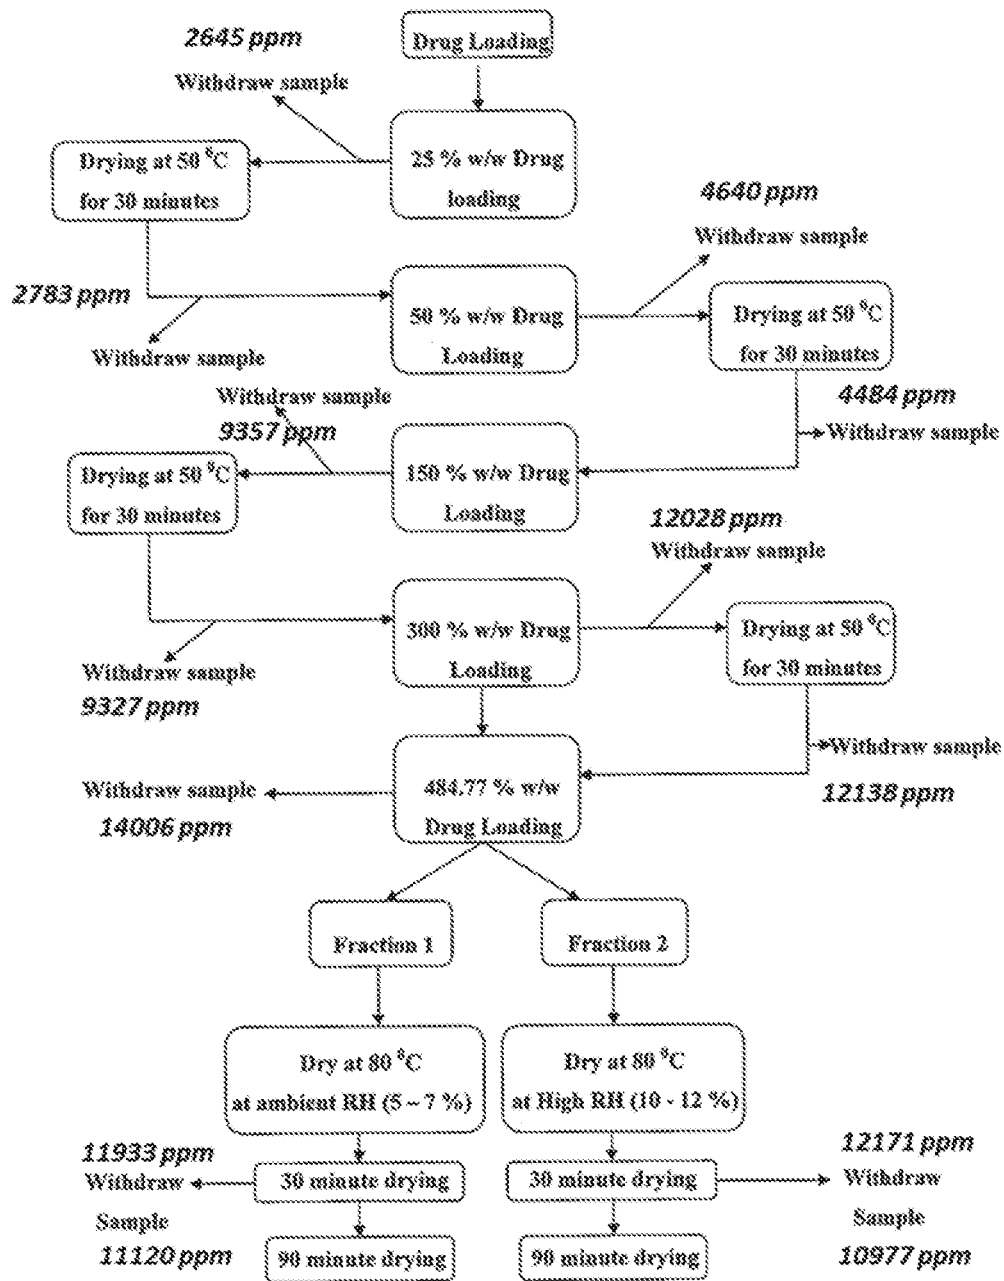 2645 ppm
Drug Loading
Withdraw sample
Drying at 50 ⁰C
for 30 minutes
25 % w/w Drug
loading
4640 ppm
Withdraw sample
2783 ppm
50 % w/w Drug
Loading
Drying at 50 ⁰C
for 30 minutes
Withdraw sample
Withdraw sample
9357 ppm
4484 ppm
Withdraw sample
Drying at 50 ⁰C
for 30 minutes
150 % w/w Drug
Loading
12028 ppm
Withdraw sample
300 % w/w Drug
Loading
Drying at 50 ⁰C
for 30 minutes
Withdraw sample
9327 ppm
Withdraw sample
12138 ppm
484.77 % w/w
Drug Loading
Withdraw sample
14006 ppm
Fraction 1
Fraction 2
Dry at 80 ⁰C
at ambient RH (5 – 7 %)
Dry at 80 ⁰C
at High RH (10 - 12 %)
11933 ppm
Withdraw
Sample
11120 ppm
30 minute drying
90 minute drying
30 minute drying
90 minute drying
12171 ppm
Withdraw
Sample
10977 ppm